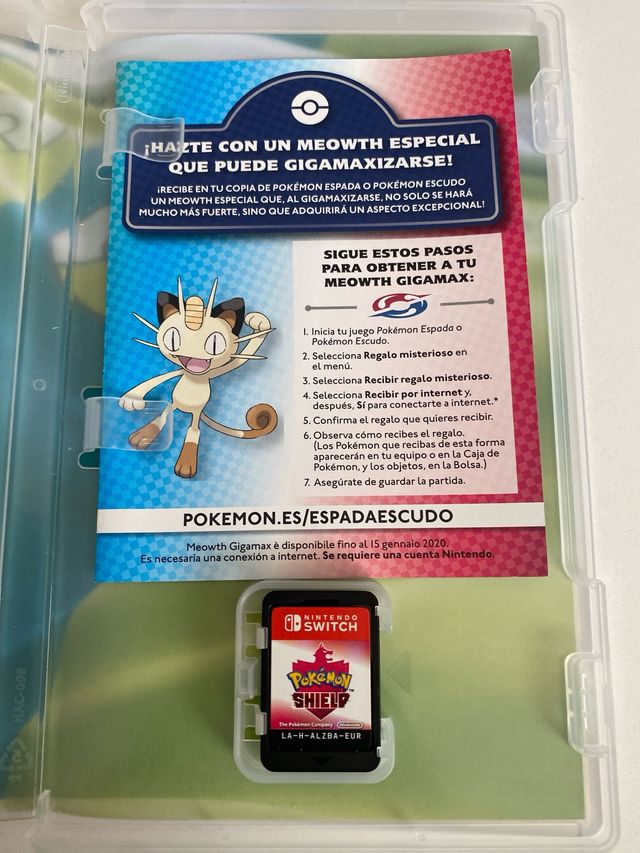 ¡HAZTE CON UN MEOWTH ESPECIAL
QUE PUEDE GIGAMAXIZARSE!
¡RECIBE EN TU COPIA DE POKÉMON ESPADA O POKÉMON ESCUDO
UN MEOWTH ESPECIAL QUE, AL GIGAMAXIZARSE, NO SOLO SE HARÁ
MUCHO MÁS FUERTE, SINO QUE ADQUIRIRÁ UN ASPECTO EXCEPCIONAL!
SIGUE ESTOS PASOS
PARA OBTENER A TU
MEOWTH GIGAMAX:
1. Inicia tu juego Pokémon Espada o
Pokémon Escudo.
2. Selecciona Regalo misterioso en
el menú.
3. Selecciona Recibir regalo misterioso.
4. Selecciona Recibir por internet y,
después, Sí para conectarte a internet.*
5. Confirma el regalo que quieres recibir.
6. Observa cómo recibes el regalo.
(Los Pokémon que recibas de esta forma
aparecerán en tu equipo o en la Caja de
Pokémon, y los objetos, en la Bolsa.)
7. Asegúrate de guardar la partida.
POKEMON.ES/ESPADAESCUDO
Meowth Gigamax è disponibile fino al 15 gennaio 2020.
Es necesaria una conexión a internet. Se requiere una cuenta Nintendo.
NINTENDO
SWITCH
POKéMON
SHIELD
The Pokémon Company Nintendo
LA-H-ALZBA-EUR
HAC-009